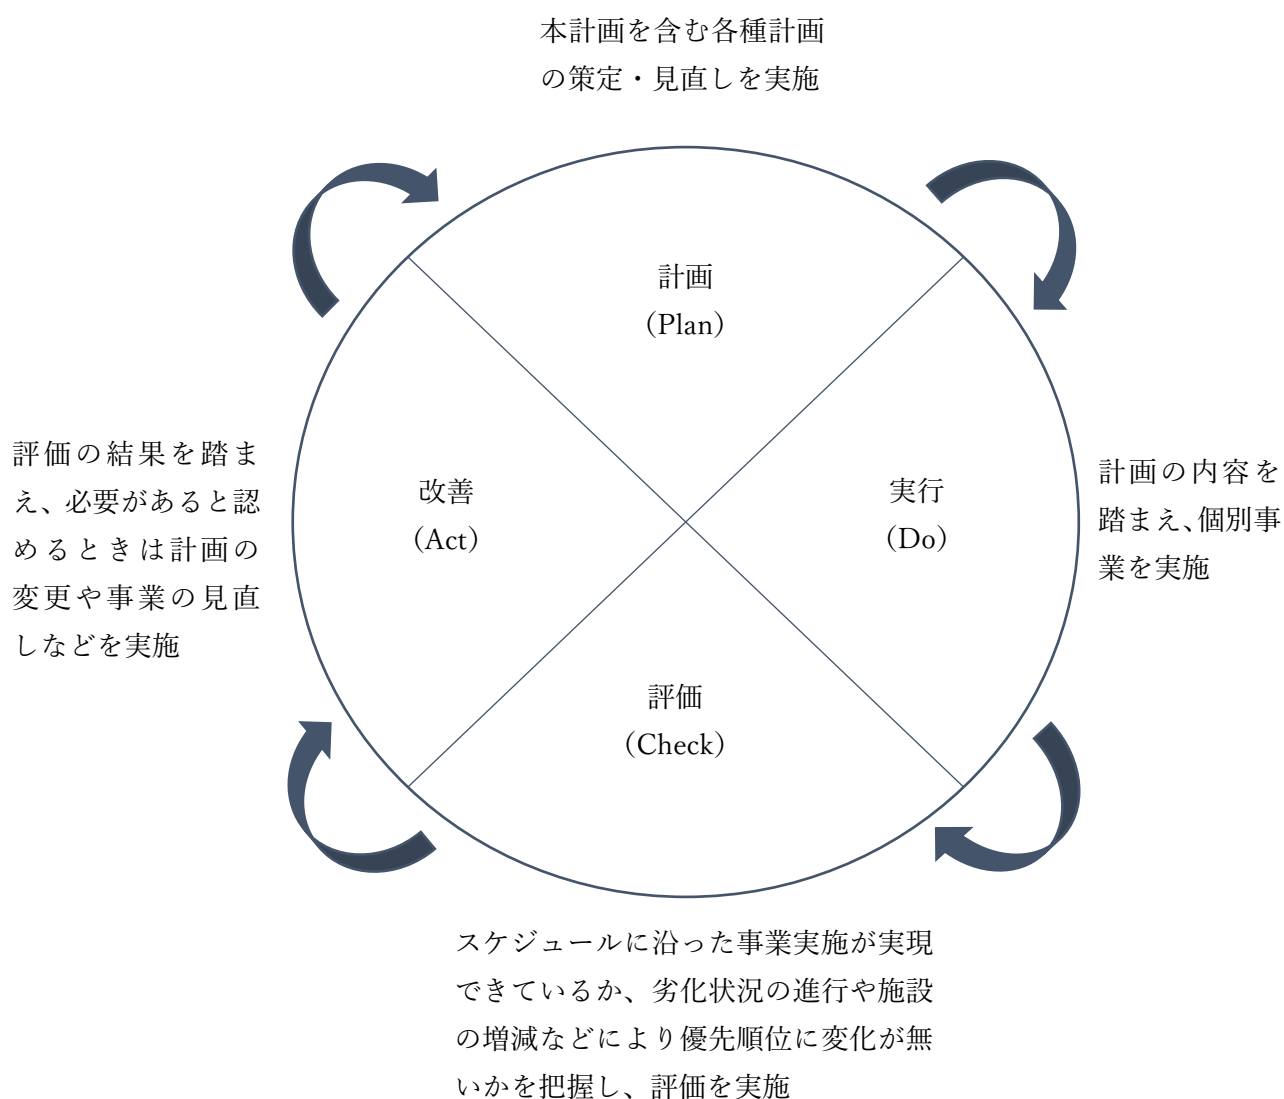 本計画を含む各種計画
の策定・見直しを実施
計画
（Plan）
評価の結果を踏ま
え、必要があると認
めるときは計画の
変更や事業の見直
しなどを実施
改善
（Act）
実行
（Do）
計画の内容を
踏まえ、個別事
業を実施
評価
（Check）
スケジュールに沿った事業実施が実現
できているか、劣化状況の進行や施設
の増減などにより優先順位に変化が無
いかを把握し、評価を実施